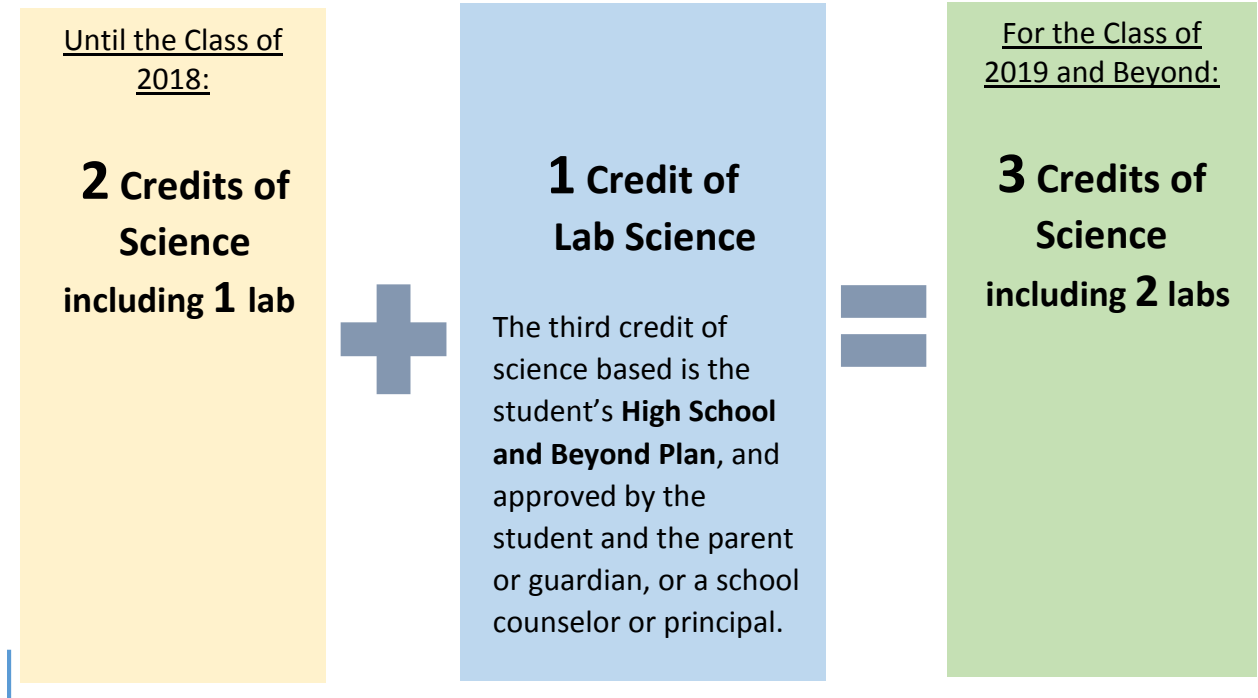 Until the Class of
2018:
2 Credits of
Science
including 1 lab
1 Credit of
Lab Science
The third credit of
science based is the
student’s High School
and Beyond Plan, and
approved by the
student and the parent
or guardian, or a school
counselor or principal.
For the Class of
2019 and Beyond:
3 Credits of
Science
including 2 labs